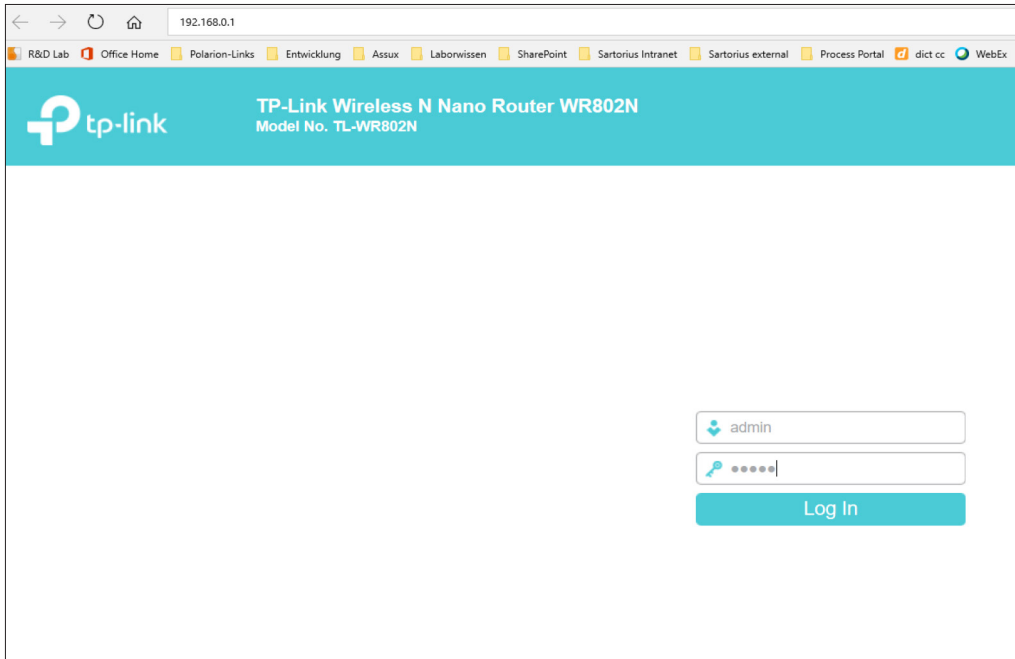 192.168.0.1
R&D Lab Office Home Polarion-Links Entwicklung Assux Laborwissen SharePoint Sartorius Intranet Sartorius external Process Portal d dict cc WebEx
tp-link
TP-Link Wireless N Nano Router WR802N
Model No. TL-WR802N
admin
•••••
Log In